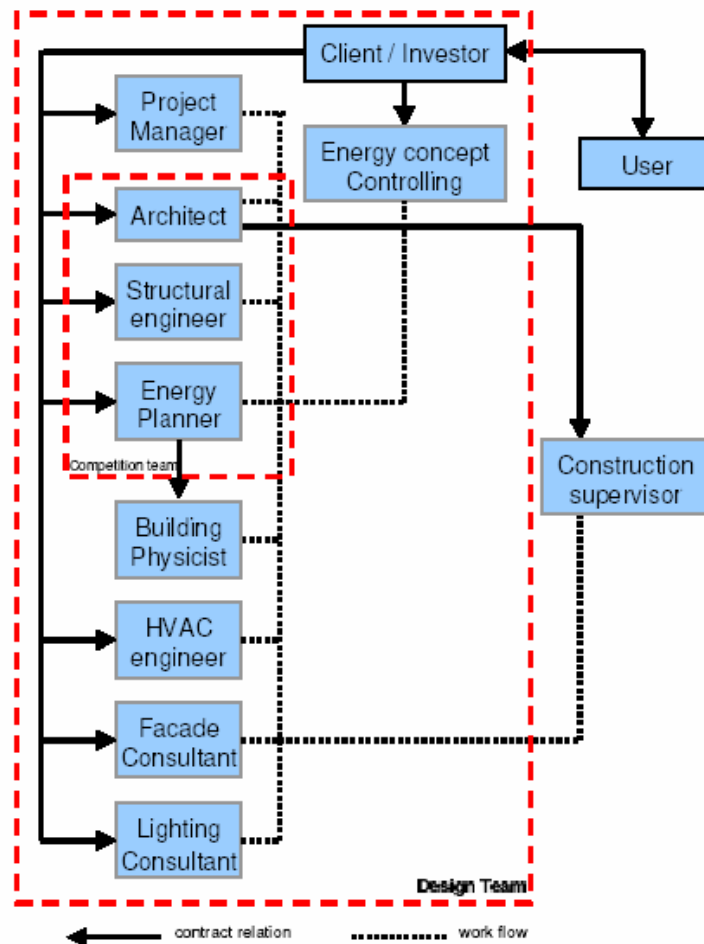 Client / Investor
Project
Manager
Energy concept
Controlling
User
Architect
Structural
engineer
Energy
Planner
Competition team
Construction
supervisor
Building
Physicist
HVAC
engineer
Facade
Consultant
Lighting
Consultant
Design Team
contract relation
work flow